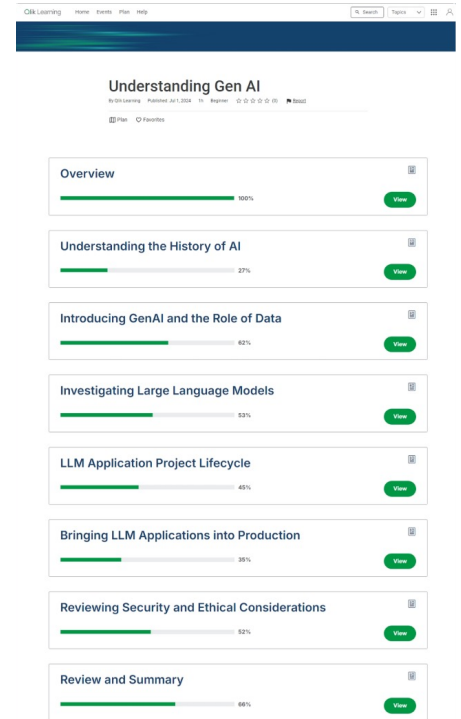 Qlik Learning Home Events Plan Help Search Topics
Understanding Gen AI
By Qlik Learning Published Jul 1, 2024 1h Beginner (0) Report
Plan Favorites
Overview
100%
View
Understanding the History of AI
27%
View
Introducing GenAI and the Role of Data
62%
View
Investigating Large Language Models
53%
View
LLM Application Project Lifecycle
45%
View
Bringing LLM Applications into Production
35%
View
Reviewing Security and Ethical Considerations
52%
View
Review and Summary
66%
View